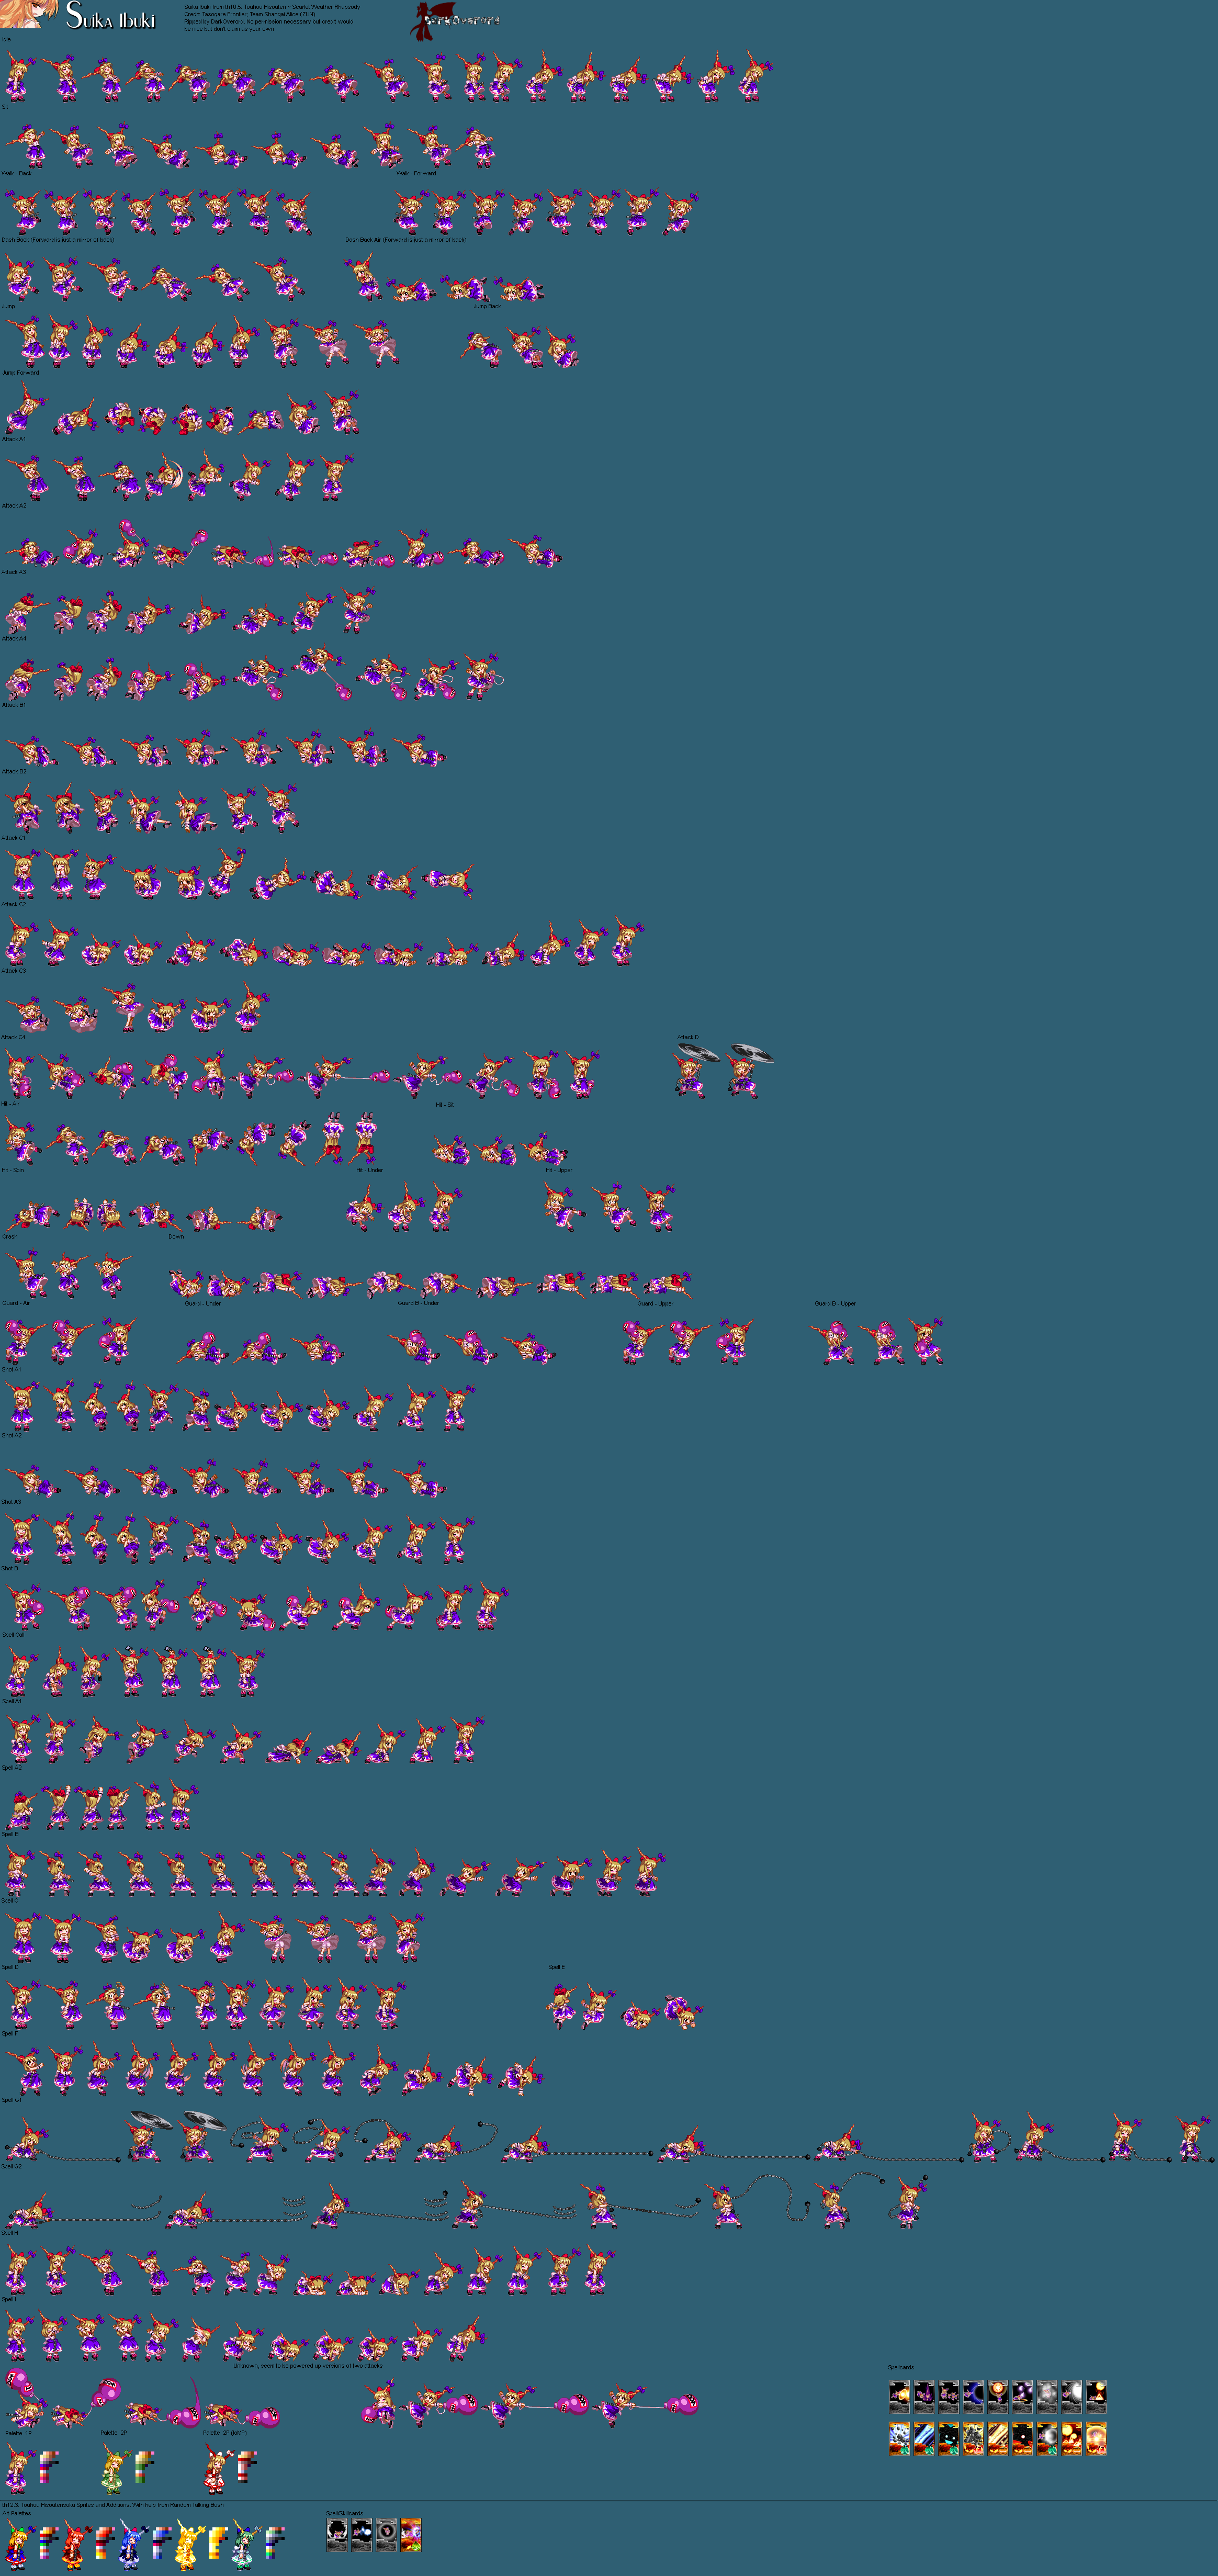 Suika Ibuki
Suika Ibuki from th10.5: Touhou Hisouten ~ Scarlet Weather Rhapsody
Credit: Tasogare Frontier; Team Shangai Alice (ZUN)
Ripped by DarkOverord. No permission necessary but credit would
be nice but don't claim as your own
DarkOverord
Idle
Sit
Walk - Back
Walk - Forward
Dash Back (Forward is just a mirror of back)
Dash Back Air (Forward is just a mirror of back)
Jump
Jump Back
Jump Forward
Attack A1
Attack A2
Attack A3
Attack A4
Attack B1
Attack B2
Attack C1
Attack C2
Attack C3
Attack C4
Attack D
Hit - Air
Hit - Sit
Hit - Spin
Hit - Under
Hit - Upper
Crash
Down
Guard - Air
Guard - Under
Guard B - Under
Guard - Upper
Guard B - Upper
Shot A1
Shot A2
Shot A3
Shot B
Spell Call
Spell A1
Spell A2
Spell B
Spell C
Spell D
Spell E
Spell F
Spell G1
Spell G2
Spell H
Spell I
Unknown, seem to be powered up versions of two attacks
Spellcards
Palette 1P
Palette 2P
Palette 2P (IaMP)
th12.3: Touhou Hisoutensoku Sprites and Additions. With help from Random Talking Bush
Alt-Palettes
Spell/Skillcards